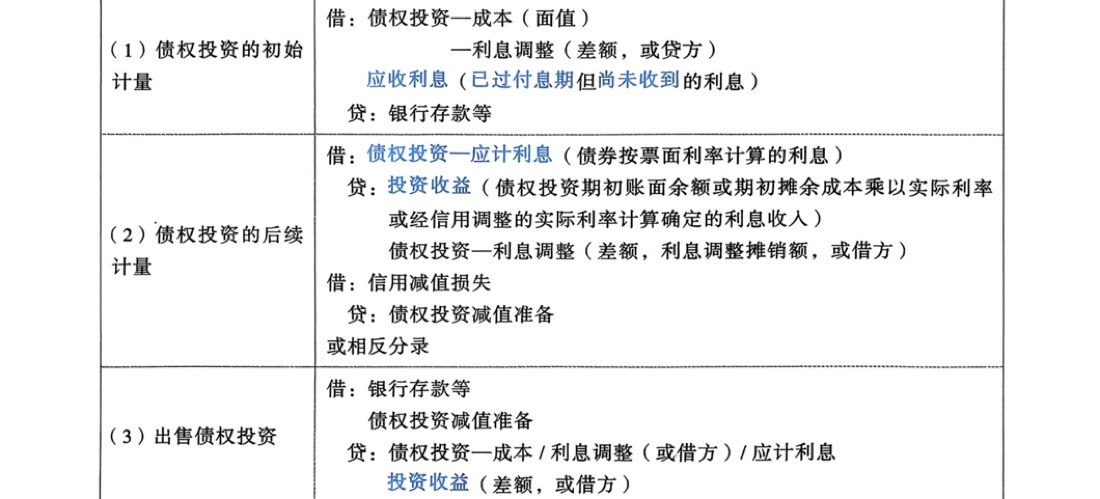 （1）债权投资的初始
计量
借：债权投资—成本（面值）
—利息调整（差额，或贷方）
应收利息（已过付息期但尚未收到的利息）
贷：银行存款等
（2）债权投资的后续
计量
借：债权投资—应计利息（债券按票面利率计算的利息）
贷：投资收益（债权投资期初账面余额或期初摊余成本乘以实际利率
或经信用调整的实际利率计算确定的利息收入）
债权投资—利息调整（差额，利息调整摊销额，或借方）
借：信用减值损失
贷：债权投资减值准备
或相反分录
（3）出售债权投资
借：银行存款等
债权投资减值准备
贷：债权投资—成本/利息调整（或借方）/应计利息
投资收益（差额，或借方）